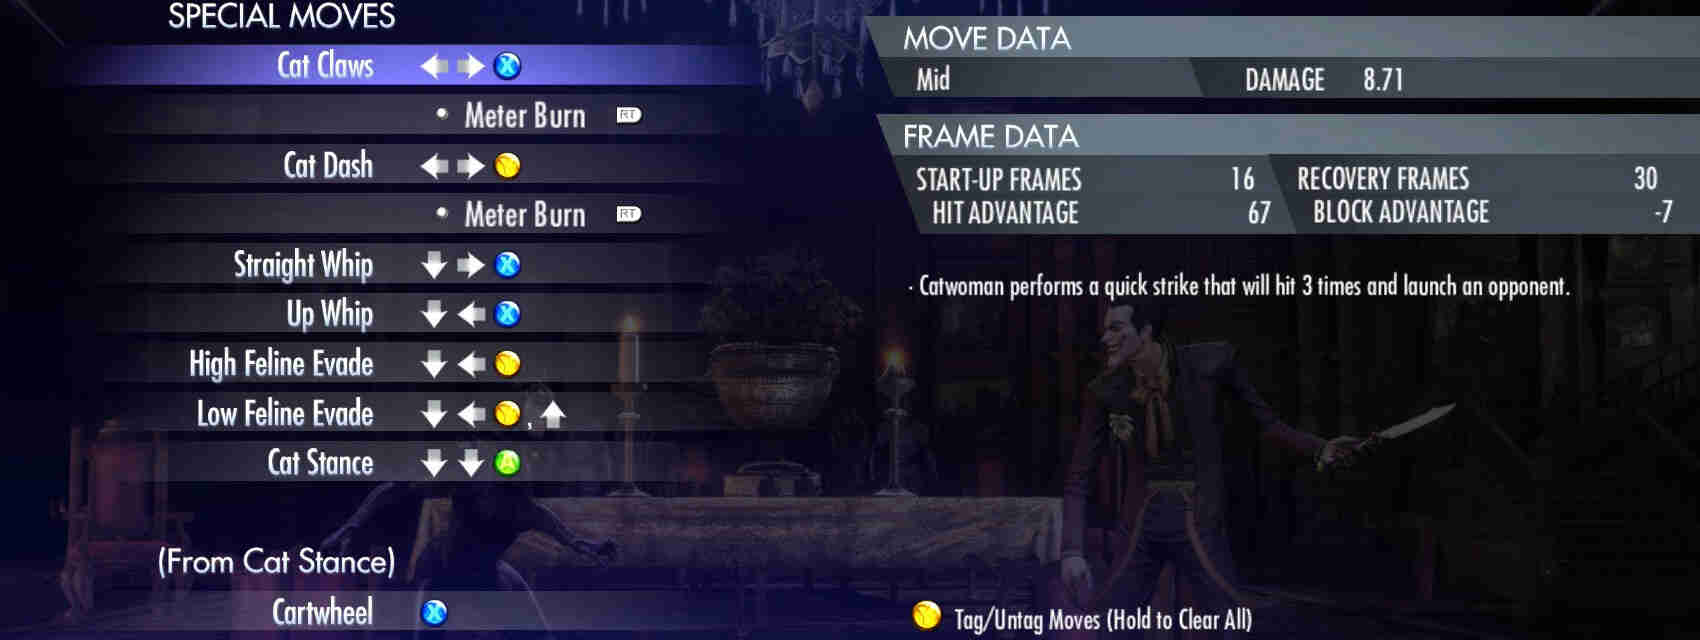 SPECIAL MOVES
Cat Claws X
• Meter Burn RT
Cat Dash Y
• Meter Burn RT
Straight Whip X
Up Whip X
High Feline Evade Y
Low Feline Evade Y ,
Cat Stance A
(From Cat Stance)
Cartwheel X
MOVE DATA
Mid DAMAGE 8.71
FRAME DATA
START-UP FRAMES 16 RECOVERY FRAMES 30
HIT ADVANTAGE 67 BLOCK ADVANTAGE -7
· Catwoman performs a quick strike that will hit 3 times and launch an opponent.
Y Tag/Untag Moves (Hold to Clear All)